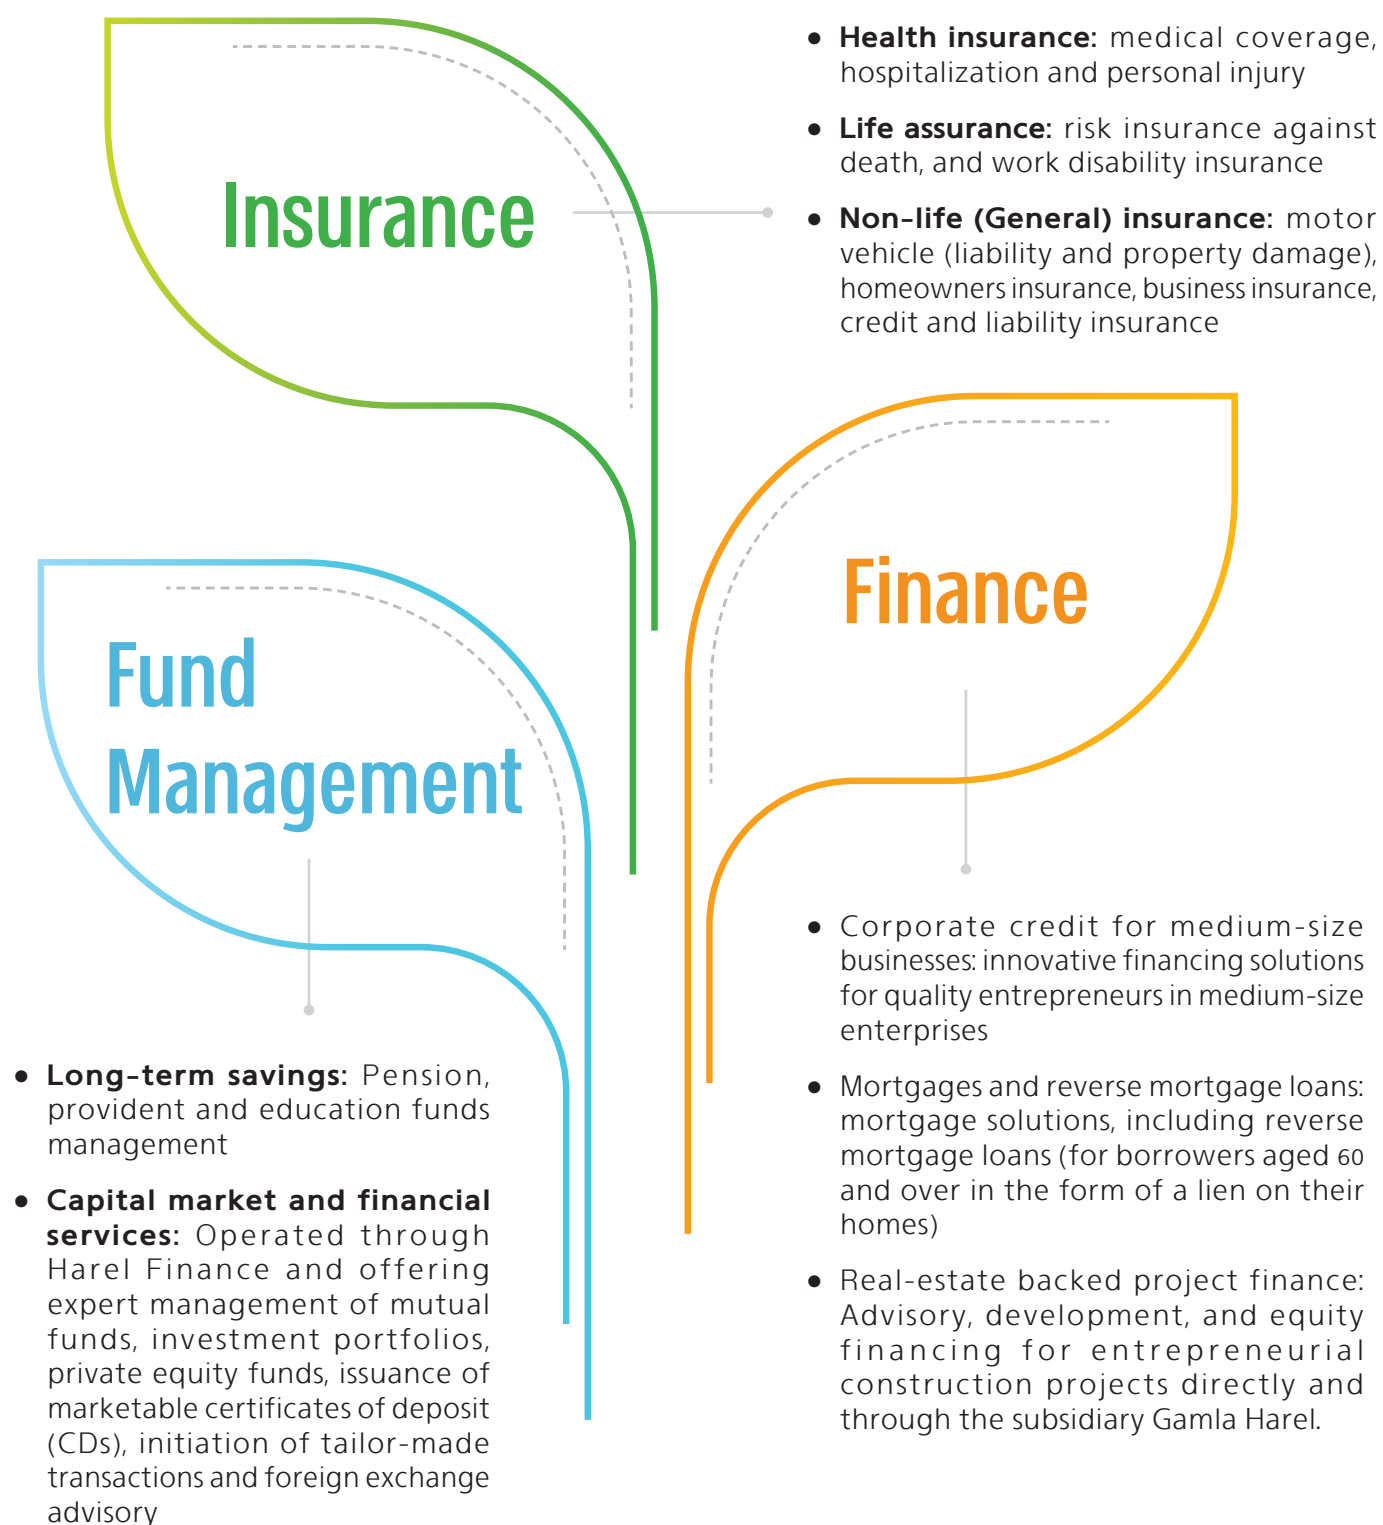 Insurance
● Health insurance: medical coverage,
hospitalization and personal injury
● Life assurance: risk insurance against
death, and work disability insurance
● Non-life (General) insurance: motor
vehicle (liability and property damage),
homeowners insurance, business insurance,
credit and liability insurance
Finance
● Corporate credit for medium-size
businesses: innovative financing solutions
for quality entrepreneurs in medium-size
enterprises
● Mortgages and reverse mortgage loans:
mortgage solutions, including reverse
mortgage loans (for borrowers aged 60
and over in the form of a lien on their
homes)
● Real-estate backed project finance:
Advisory, development, and equity
financing for entrepreneurial
construction projects directly and
through the subsidiary Gamla Harel.
Fund
Management
● Long-term savings: Pension,
provident and education funds
management
● Capital market and financial
services: Operated through
Harel Finance and offering
expert management of mutual
funds, investment portfolios,
private equity funds, issuance of
marketable certificates of deposit
(CDs), initiation of tailor-made
transactions and foreign exchange
advisory